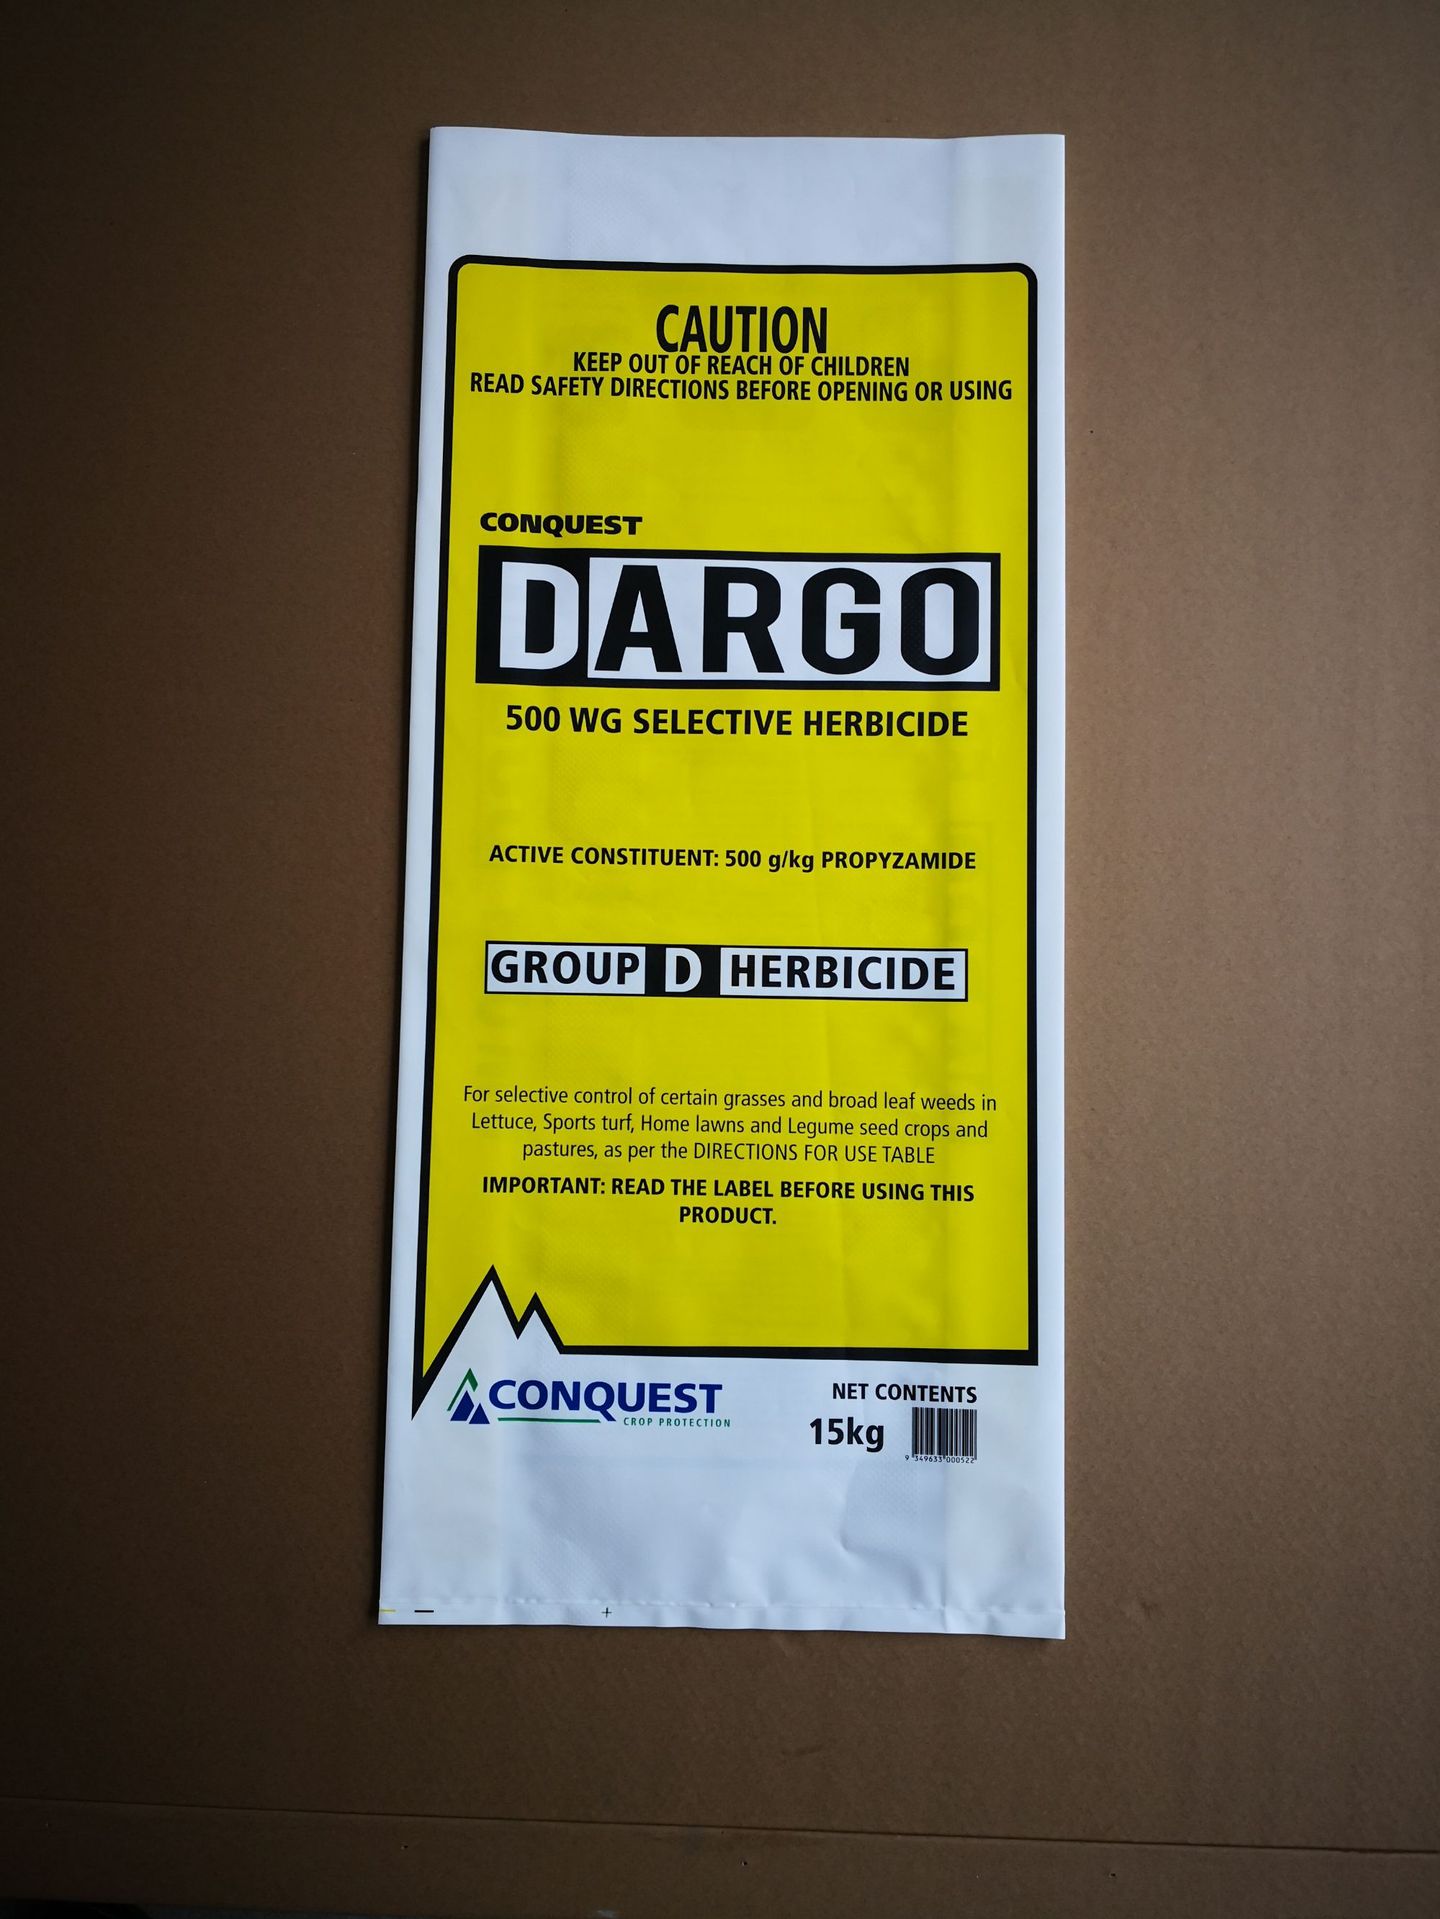 CAUTION
KEEP OUT OF REACH OF CHILDREN
READ SAFETY DIRECTIONS BEFORE OPENING OR USING
CONQUEST
DARGO
500 WG SELECTIVE HERBICIDE
ACTIVE CONSTITUENT: 500 g/kg PROPYZAMIDE
GROUP D HERBICIDE
For selective control of certain grasses and broad leaf weeds in
Lettuce, Sports turf, Home lawns and Legume seed crops and
pastures, as per the DIRECTIONS FOR USE TABLE
IMPORTANT: READ THE LABEL BEFORE USING THIS
PRODUCT.
CONQUEST
CROP PROTECTION
NET CONTENTS
15kg
9 349633 000522